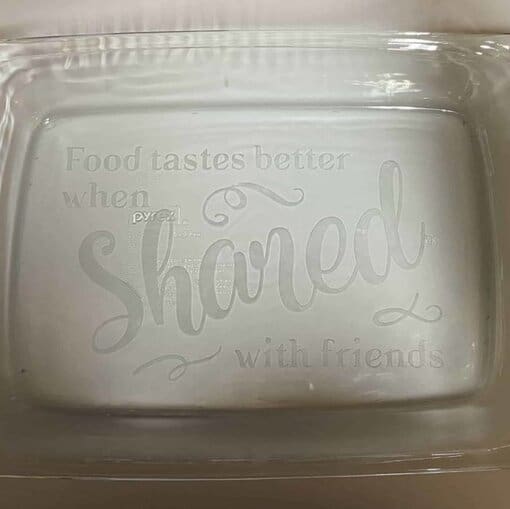 Food tastes better
when
pyrex
Shared
with friends